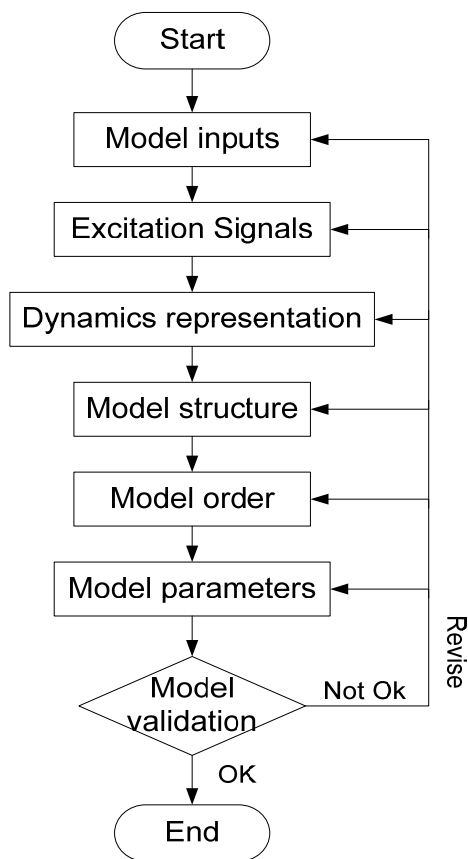 Start
Model inputs
Excitation Signals
Dynamics representation
Model structure
Model order
Model parameters
Model
validation
Not Ok
Revise
OK
End